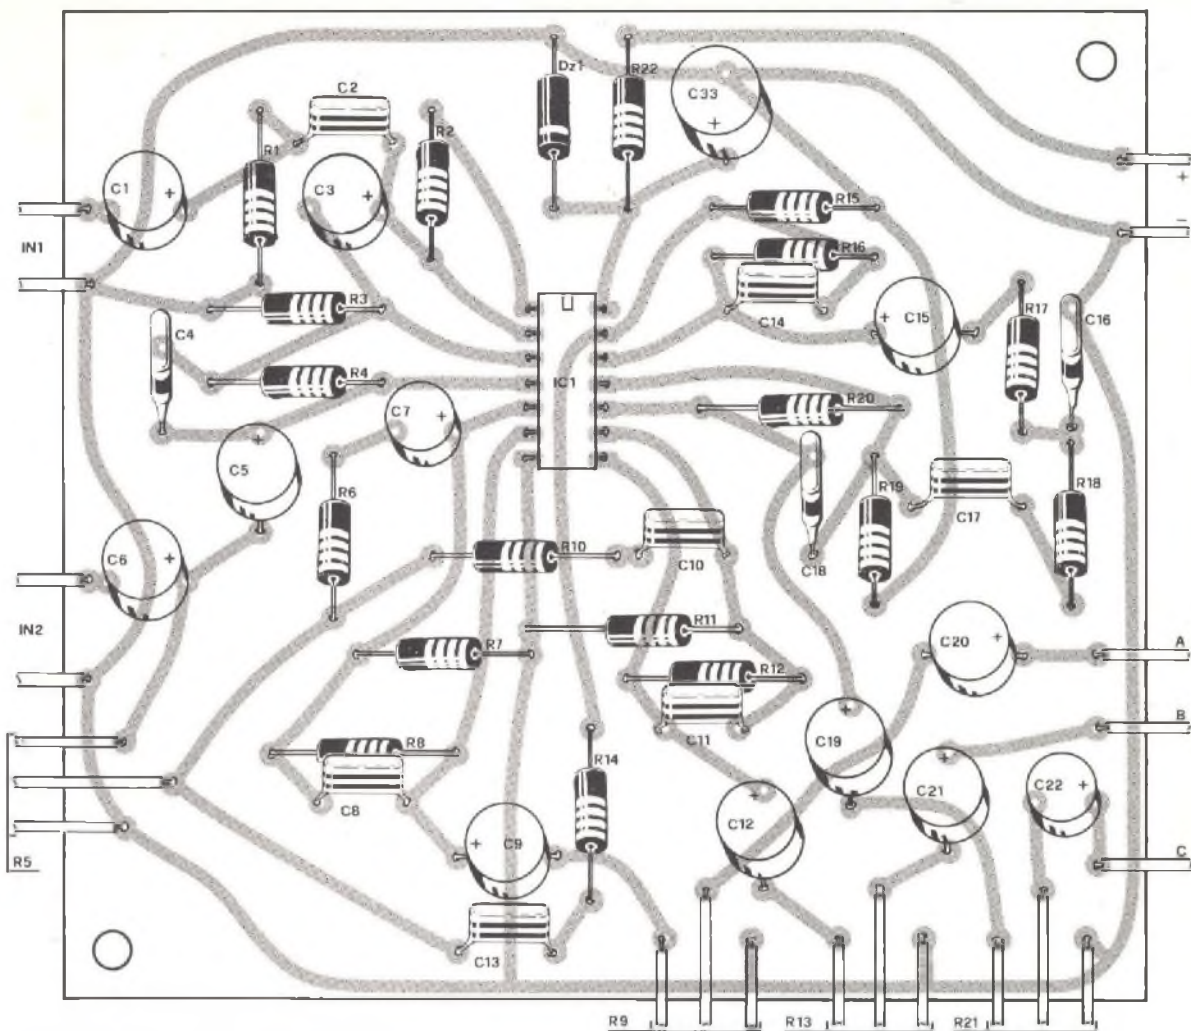 Dz1
R22
C33
C2
R1
R2
C1
+
C3
+
+
R15
+
IN1
R16
-
R3
C14
+
C15
R17
C16
C4
R4
IC1
C7
+
R20
+
C5
R6
R19
C17
R18
C6
+
R10
C10
C18
IN2
R11
C20
+
A
R7
R12
B
+
C11
C19
R8
R14
+
C21
+
C22
+
C8
+
C9
C12
R5
C
C13
R9
R13
R21